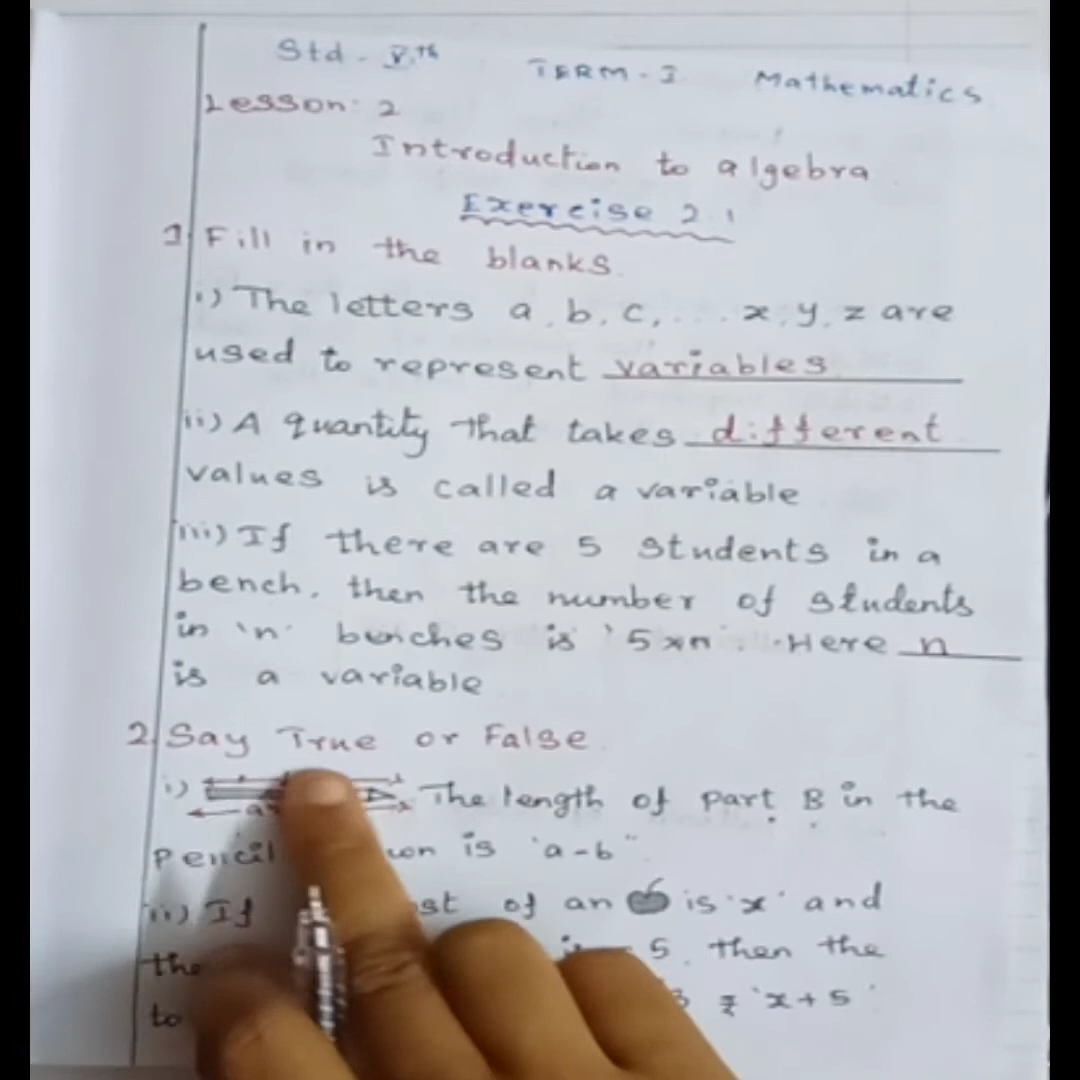 Std - Vth TERM - I Mathematics
Lesson: 2
Introduction to algebra
Exercise 2.1
1 Fill in the blanks.
i) The letters a, b, c, ... x, y, z are
used to represent variables
ii) A quantity that takes different
values is called a variable
iii) If there are 5 students in a
bench, then the number of students
in 'n' benches is '5×n'. Here n
is a variable
2 Say True or False.
i) The length of part B in the
Pencil is 'a-b"
ii) If of an is 'x' and
the 5, then the
to ₹ 'x+5'